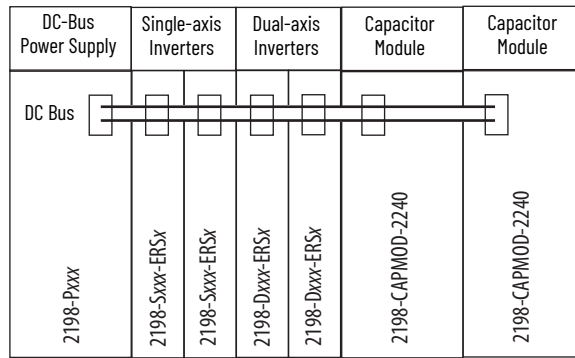 DC-Bus
Power Supply
Single-axis
Inverters
Dual-axis
Inverters
Capacitor
Module
Capacitor
Module
DC Bus
2198-Pxxx
2198-Sxxx-ERSx
2198-Sxxx-ERSx
2198-Dxxx-ERSx
2198-Dxxx-ERSx
2198-CAPMOD-2240
2198-CAPMOD-2240